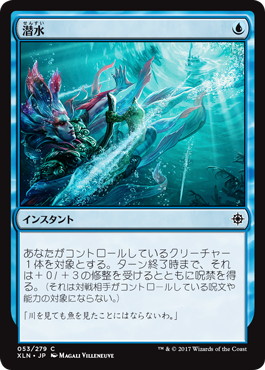 せんすい
潜水
インスタント
あなたがコントロールしているクリーチャー
1体を対象とする。ターン終了時まで、それ
は+0/+3の修整を受けるとともに呪禁を得
る。(それは対戦相手がコントロールしている呪文や
能力の対象にならない。)
「川を見ても魚を見たことにはならないわ。」
053/279 C
XLN • JP Magali Villeneuve
™ & © 2017 Wizards of the Coast